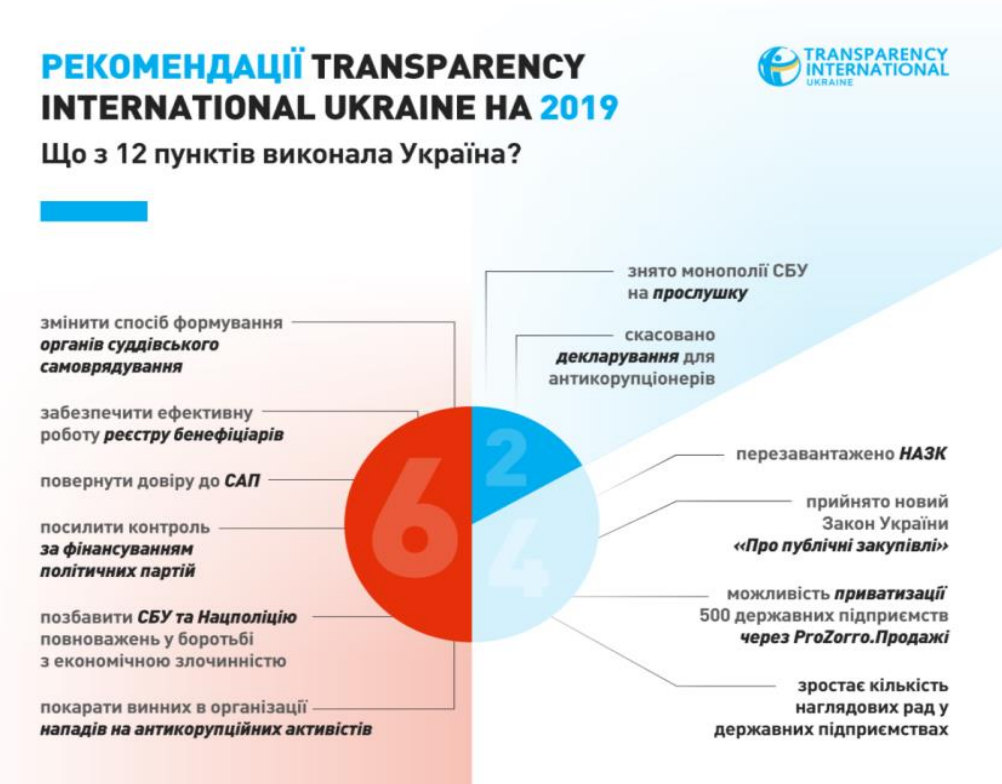 РЕКОМЕНДАЦІЇ TRANSPARENCY
INTERNATIONAL UKRAINE НА 2019
Що з 12 пунктів виконала Україна?
TRANSPARENCY
INTERNATIONAL
UKRAINE
змінити спосіб формування
органів суддівського
самоврядування
забезпечити ефективну
роботу реєстру бенефіціарів
повернути довіру до САП
посилити контроль
за фінансуванням
політичних партій
позбавити СБУ та Нацполіцію
повноважень у боротьбі
з економічною злочинністю
покарати винних в організації
нападів на антикорупційних активістів
6
2
4
знято монополії СБУ
на прослушку
скасовано
декларування для
антикорупціонерів
перезавантажено НАЗК
прийнято новий
Закон України
«Про публічні закупівлі»
можливість приватизації
500 державних підприємств
через ProZorro.Продажі
зростає кількість
наглядових рад у
державних підприємствах